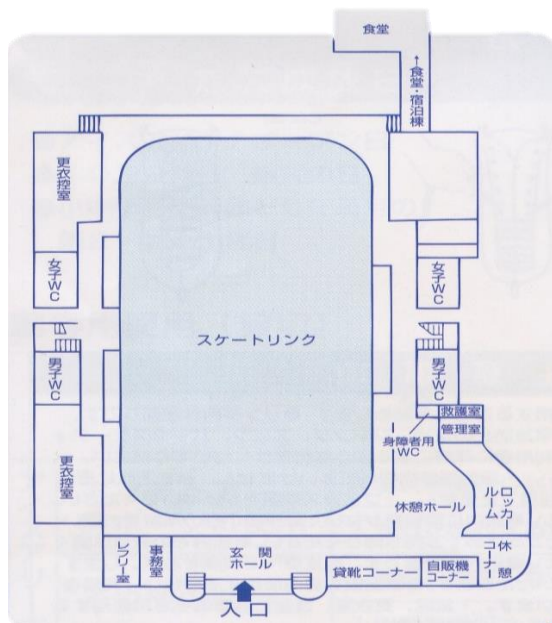 食堂
←食堂・宿泊棟
更衣控室
女子WC
女子WC
スケートリンク
男子WC
男子WC
救護室
管理室
身障者用
WC
更衣控室
休憩ホール
ロッカー
ルーム
レフリー室
事務室
玄関
ホール
貸靴コーナー
自販機
コーナー
休憩
コーナー
入口